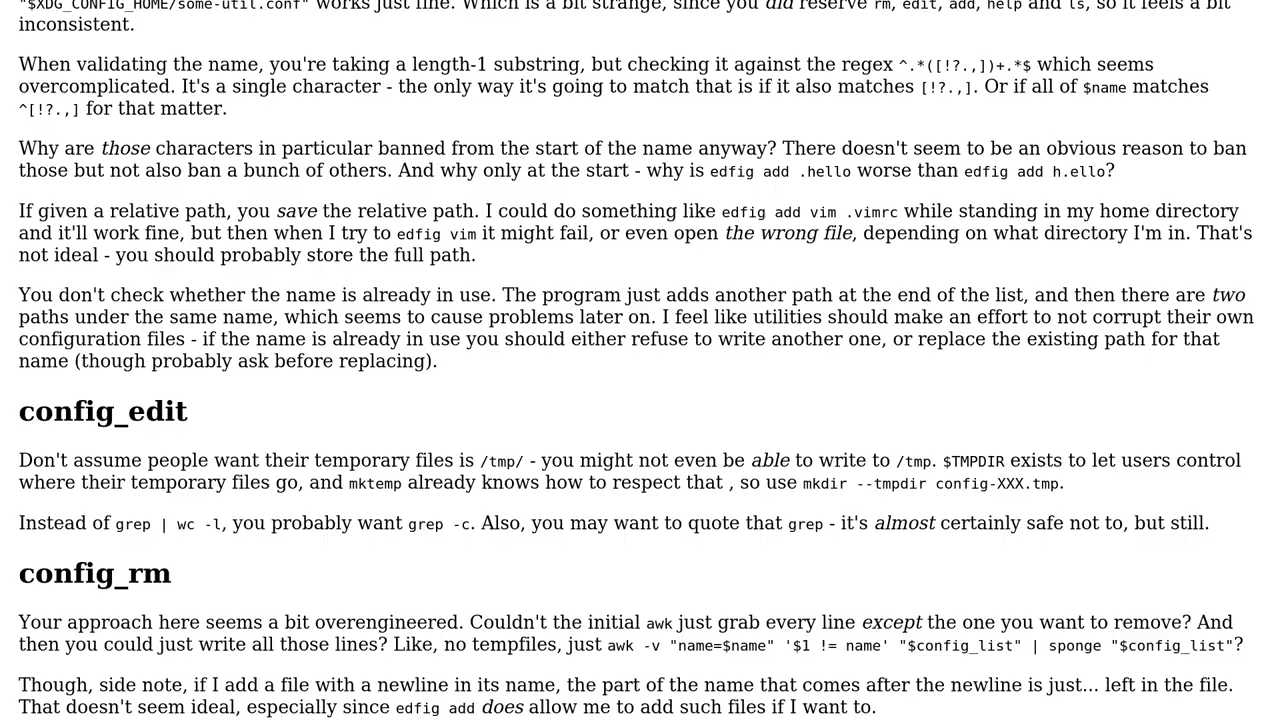 "$XDG_CONFIG_HOME/some-util.conf" works just fine. Which is a bit strange, since you did reserve rm, edit, add, help and ls, so it feels a bit
inconsistent.
When validating the name, you're taking a length-1 substring, but checking it against the regex ^.*([!?.,])+.*$ which seems
overcomplicated. It's a single character - the only way it's going to match that is if it also matches [!?.,]. Or if all of $name matches
^[!?.,] for that matter.
Why are those characters in particular banned from the start of the name anyway? There doesn't seem to be an obvious reason to ban
those but not also ban a bunch of others. And why only at the start - why is edfig add .hello worse than edfig add h.ello?
If given a relative path, you save the relative path. I could do something like edfig add vim .vimrc while standing in my home directory
and it'll work fine, but then when I try to edfig vim it might fail, or even open the wrong file, depending on what directory I'm in. That's
not ideal - you should probably store the full path.
You don't check whether the name is already in use. The program just adds another path at the end of the list, and then there are two
paths under the same name, which seems to cause problems later on. I feel like utilities should make an effort to not corrupt their own
configuration files - if the name is already in use you should either refuse to write another one, or replace the existing path for that
name (though probably ask before replacing).
config_edit
Don't assume people want their temporary files is /tmp/ - you might not even be able to write to /tmp. $TMPDIR exists to let users control
where their temporary files go, and mktemp already knows how to respect that , so use mkdir --tmpdir config-XXX.tmp.
Instead of grep | wc -l, you probably want grep -c. Also, you may want to quote that grep - it's almost certainly safe not to, but still.
config_rm
Your approach here seems a bit overengineered. Couldn't the initial awk just grab every line except the one you want to remove? And
then you could just write all those lines? Like, no tempfiles, just awk -v "name=$name" '$1 != name' "$config_list" | sponge "$config_list"?
Though, side note, if I add a file with a newline in its name, the part of the name that comes after the newline is just... left in the file.
That doesn't seem ideal, especially since edfig add does allow me to add such files if I want to.